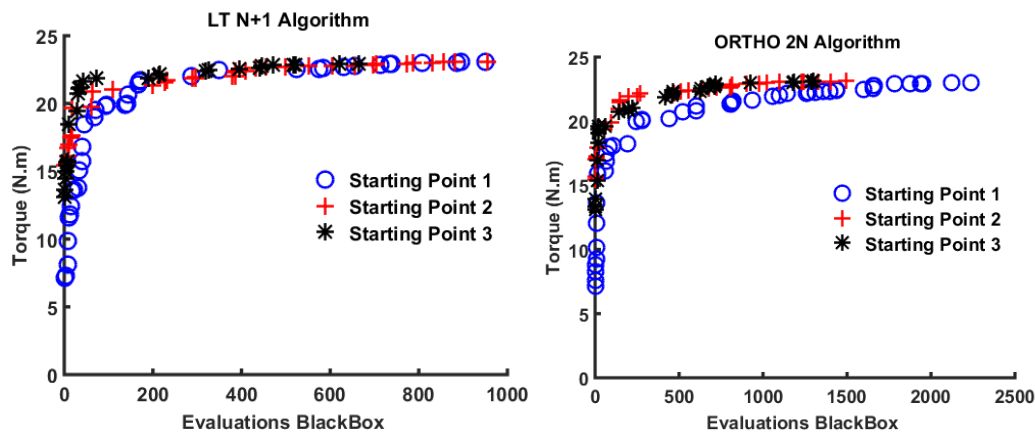 LT N+1 Algorithm
25
20
15
10
5
0
Torque (N.m)
Starting Point 1
Starting Point 2
Starting Point 3
0 200 400 600 800 1000
Evaluations BlackBox
ORTHO 2N Algorithm
25
20
15
10
5
0
Torque (N.m)
Starting Point 1
Starting Point 2
Starting Point 3
0 500 1000 1500 2000 2500
Evaluations BlackBox